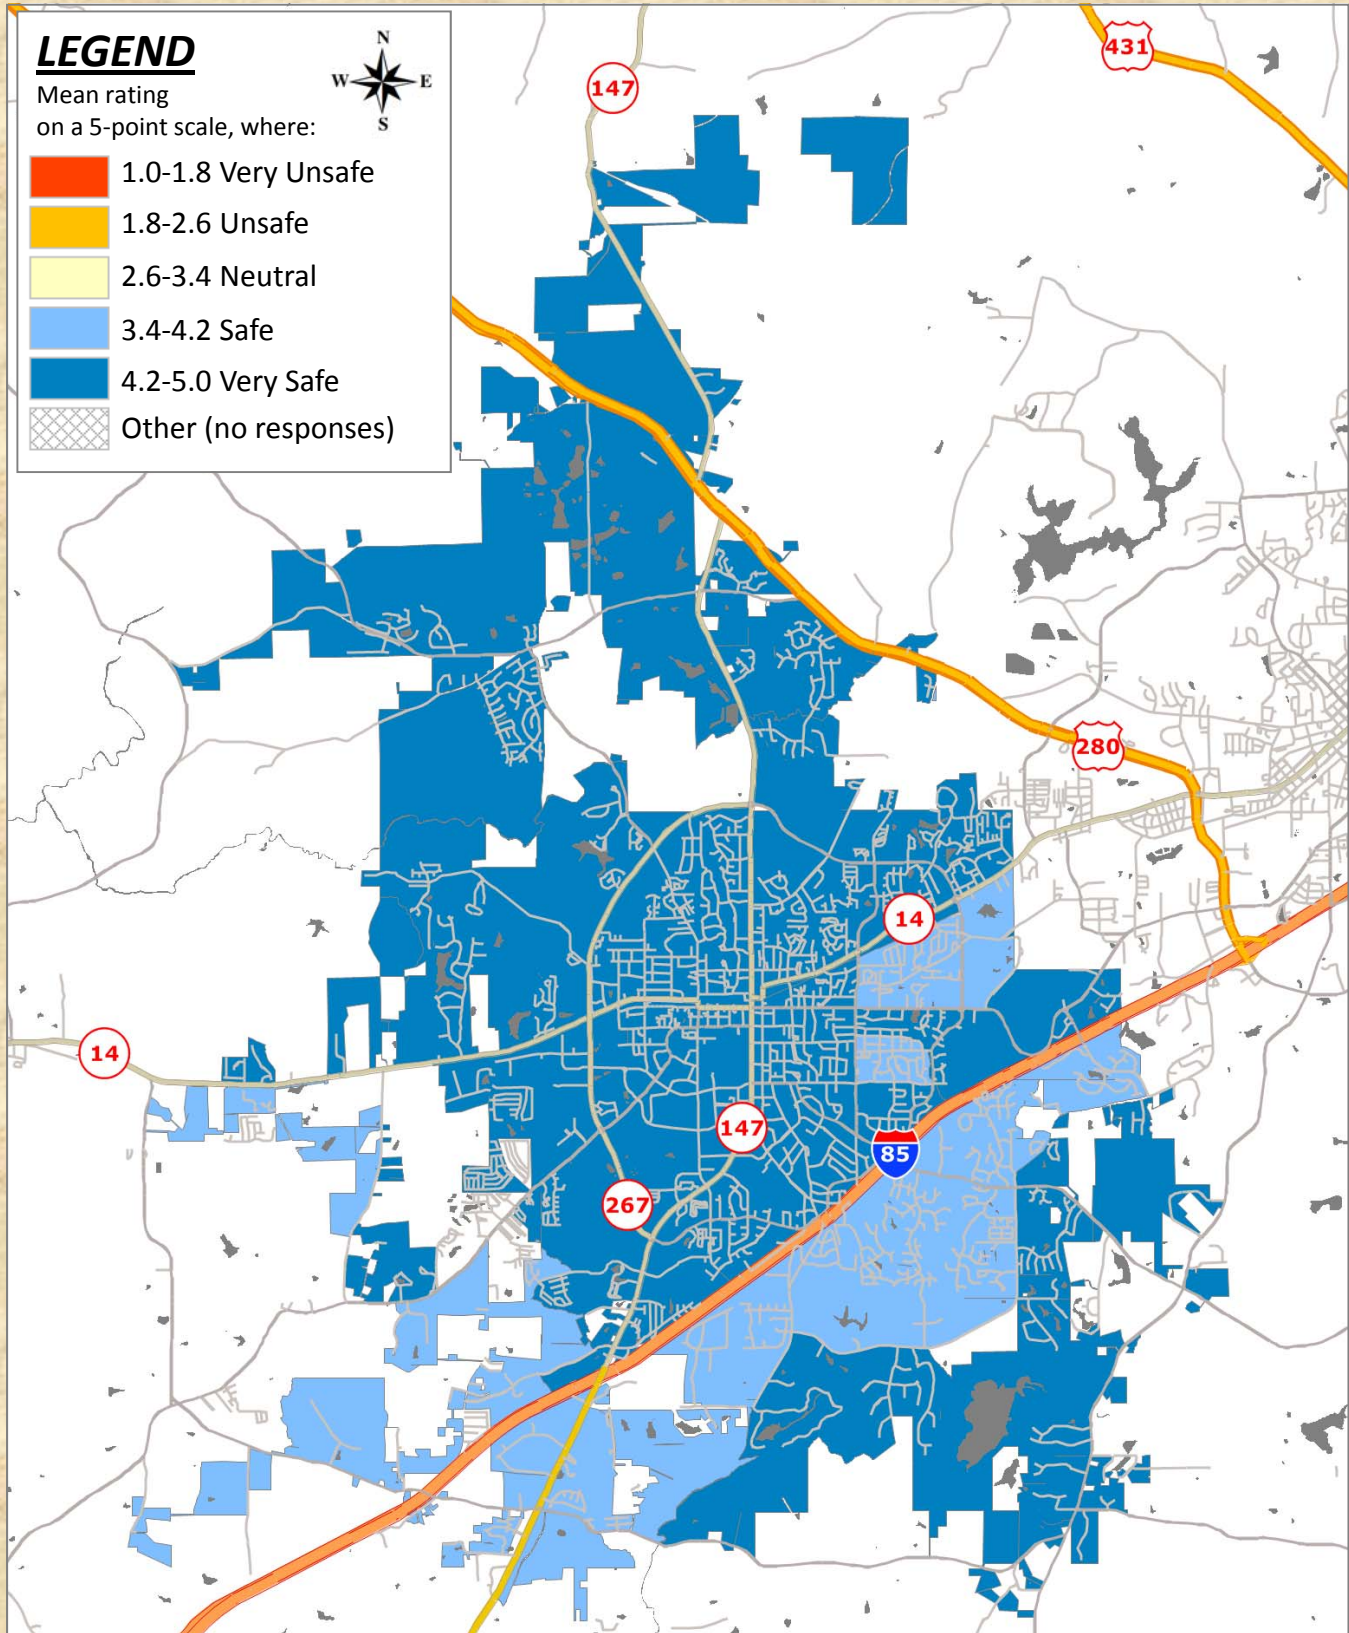 LEGEND
Mean rating
on a 5-point scale, where:
1.0-1.8 Very Unsafe
1.8-2.6 Unsafe
2.6-3.4 Neutral
3.4-4.2 Safe
4.2-5.0 Very Safe
Other (no responses)
N
W E
S
431
147
280
14
14
147
85
267